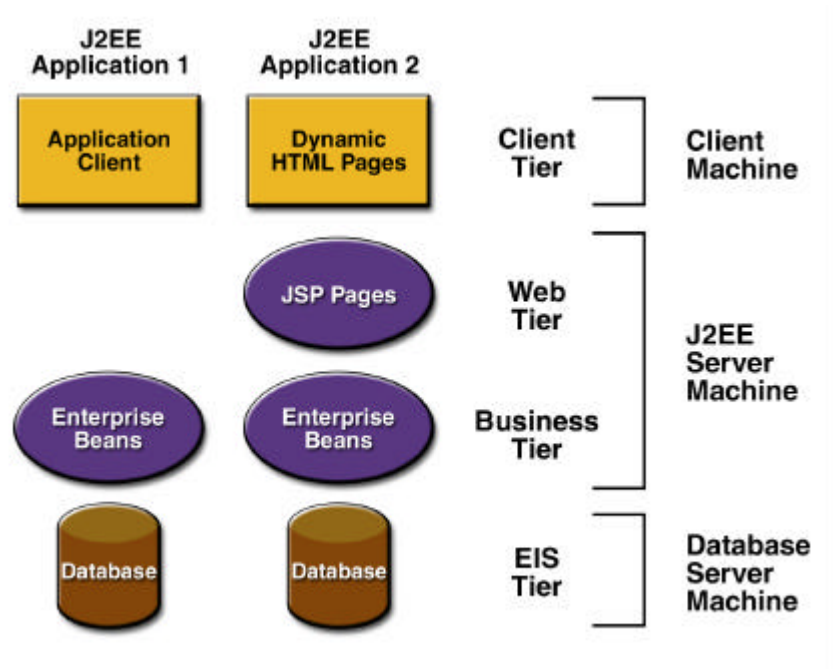 J2EE
Application 1
J2EE
Application 2
Application
Client
Dynamic
HTML Pages
Client
Tier
Client
Machine
JSP Pages
Web
Tier
J2EE
Server
Machine
Enterprise
Beans
Enterprise
Beans
Business
Tier
Database
Database
EIS
Tier
Database
Server
Machine